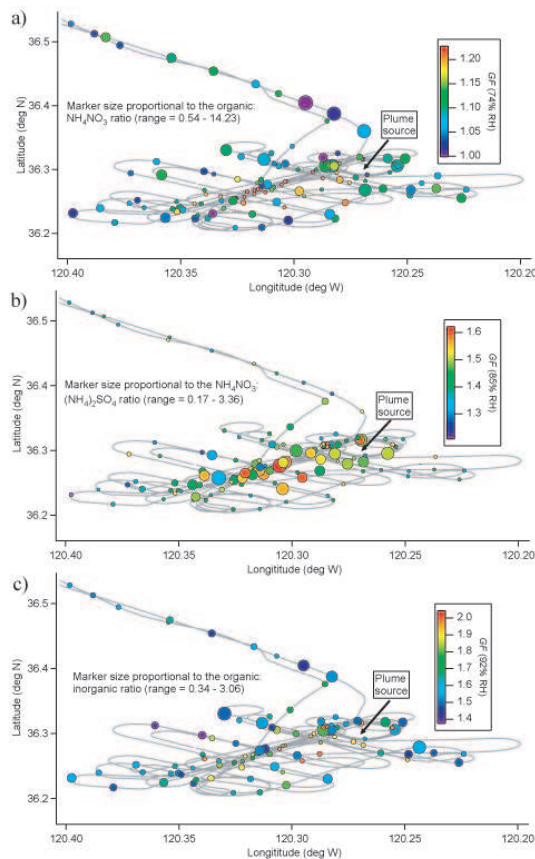 a)
36.5
36.4
36.3
36.2
Latitude (deg N)
Marker size proportional to the organic:
NH4NO3 ratio (range = 0.54 - 14.23)
Plume
source
1.20
1.15
1.10
1.05
1.00
GF (74% RH)
120.40 120.35 120.30 120.25 120.20
Longititude (deg W)
b)
36.5
36.4
36.3
36.2
Latitude (deg N)
Marker size proportional to the NH4NO3:
(NH4)2SO4 ratio (range = 0.17 - 3.36)
Plume
source
1.6
1.5
1.4
1.3
GF (85% RH)
120.40 120.35 120.30 120.25 120.20
Longititude (deg W)
c)
36.5
36.4
36.3
36.2
Latitude (deg N)
Marker size proportional to the organic:
inorganic ratio (range = 0.34 - 3.06)
Plume
source
2.0
1.9
1.8
1.7
1.6
1.5
1.4
GF (92% RH)
120.40 120.35 120.30 120.25 120.20
Longititude (deg W)